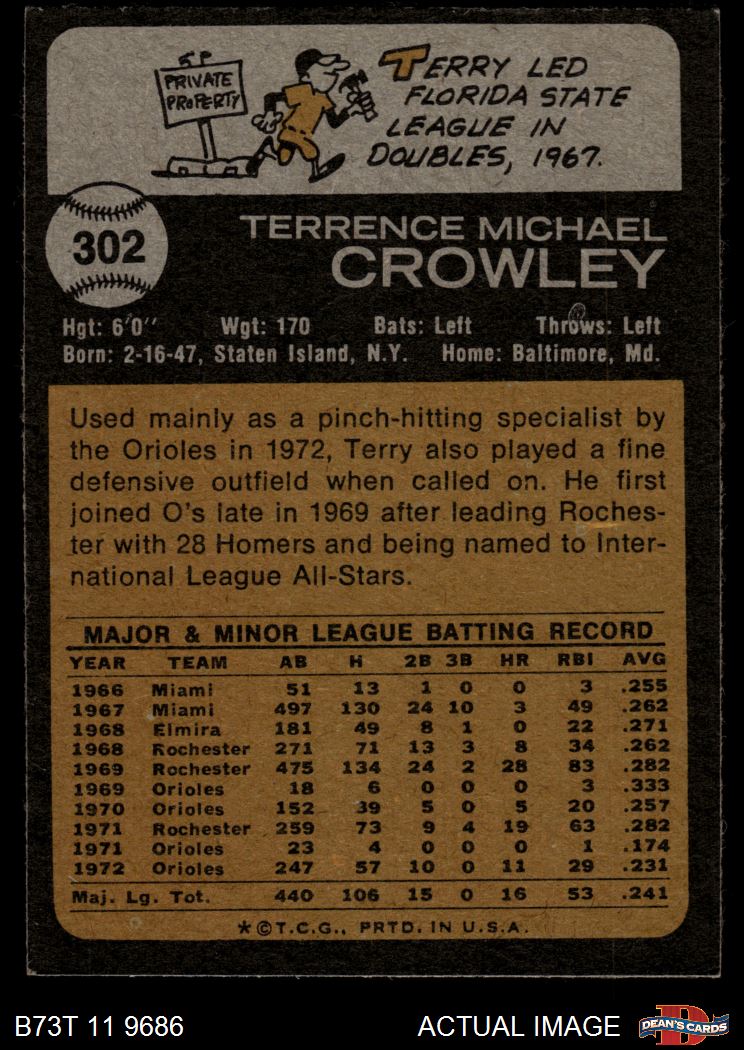 PRIVATE
PROPERTY
TERRY LED
FLORIDA STATE
LEAGUE IN
DOUBLES, 1967.
302
TERRENCE MICHAEL
CROWLEY
Hgt: 6'0" Wgt: 170 Bats: Left Throws: Left
Born: 2-16-47, Staten Island, N.Y. Home: Baltimore, Md.
Used mainly as a pinch-hitting specialist by
the Orioles in 1972, Terry also played a fine
defensive outfield when called on. He first
joined O's late in 1969 after leading Roches-
ter with 28 Homers and being named to Inter-
national League All-Stars.
MAJOR & MINOR LEAGUE BATTING RECORD
YEAR TEAM AB H 2B 3B HR RBI AVG
1966 Miami 51 13 1 0 0 3 .255
1967 Miami 497 130 24 10 3 49 .262
1968 Elmira 181 49 8 1 0 22 .271
1968 Rochester 271 71 13 3 8 34 .262
1969 Rochester 475 134 24 2 28 83 .282
1969 Orioles 18 6 0 0 0 3 .333
1970 Orioles 152 39 5 0 5 20 .257
1971 Rochester 259 73 9 4 19 63 .282
1971 Orioles 23 4 0 0 0 1 .174
1972 Orioles 247 57 10 0 11 29 .231
Maj. Lg. Tot. 440 106 15 0 16 53 .241
*©T.C.G., PRTD. IN U.S.A.
B73T 11 9686 ACTUAL IMAGE DEAN'S CARDS